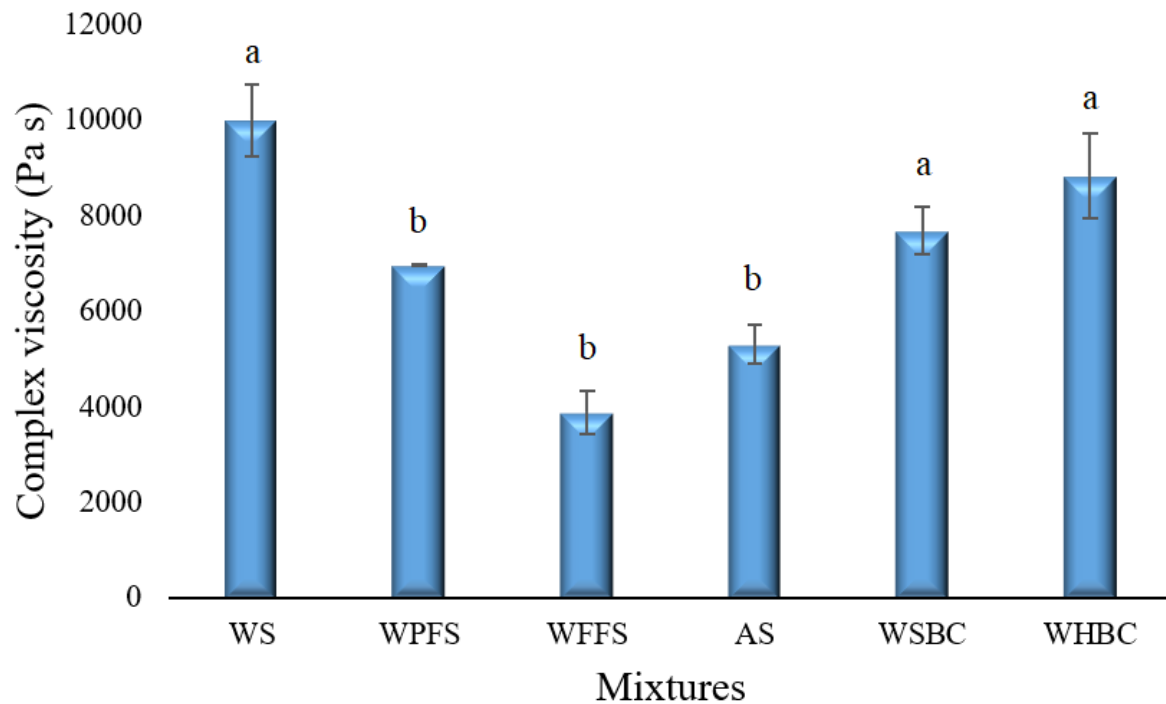 12000
10000
8000
6000
4000
2000
0
Complex viscosity (Pa s)
a
b
b
b
a
a
WS WPFS WFFS AS WSBC WHBC
Mixtures